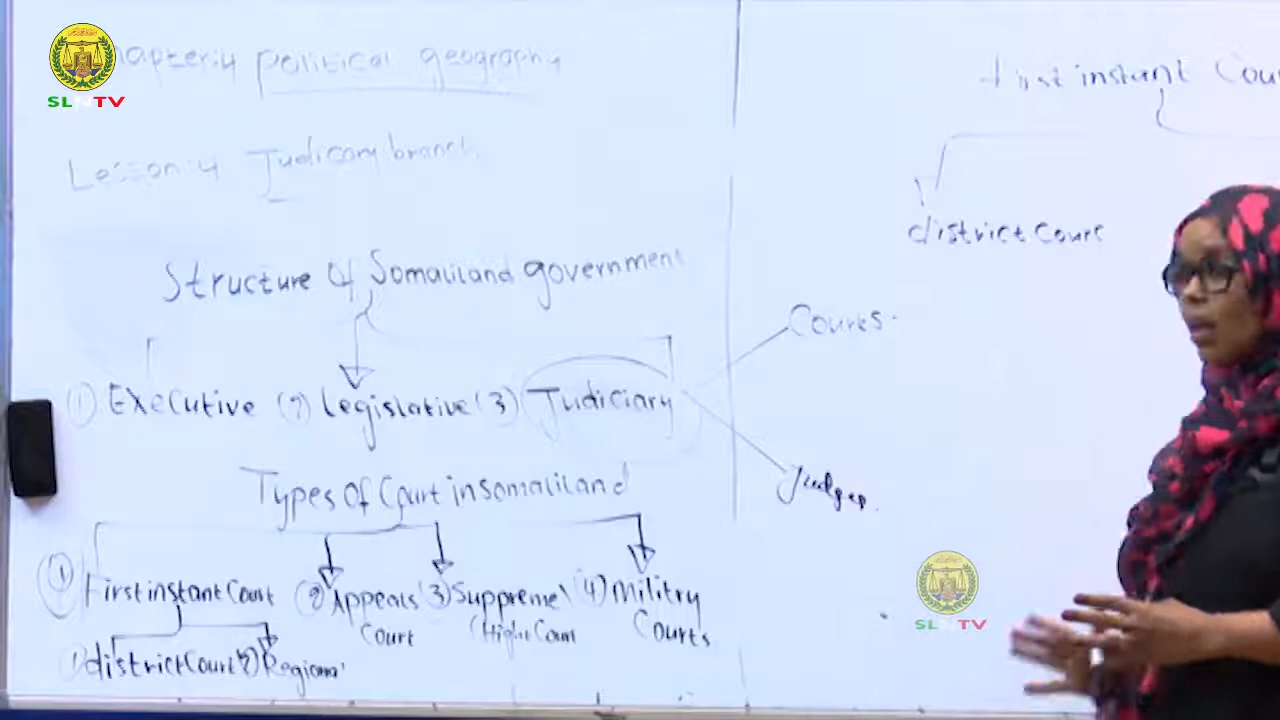 SLNTV
Chapter:4 political geography
Lesson:4 Judicary branch
Structure of Somaliland government
(1) Executive (2) Legislative (3) Judiciary
Courts.
Judges.
Types of Court in somaliland
(1) First instant Court (2) Appeals Court (3) Suppreme (Higher Court (4) Militry Courts
(1) district Court (2) Regional
First instant Cou
district court
SLNTV